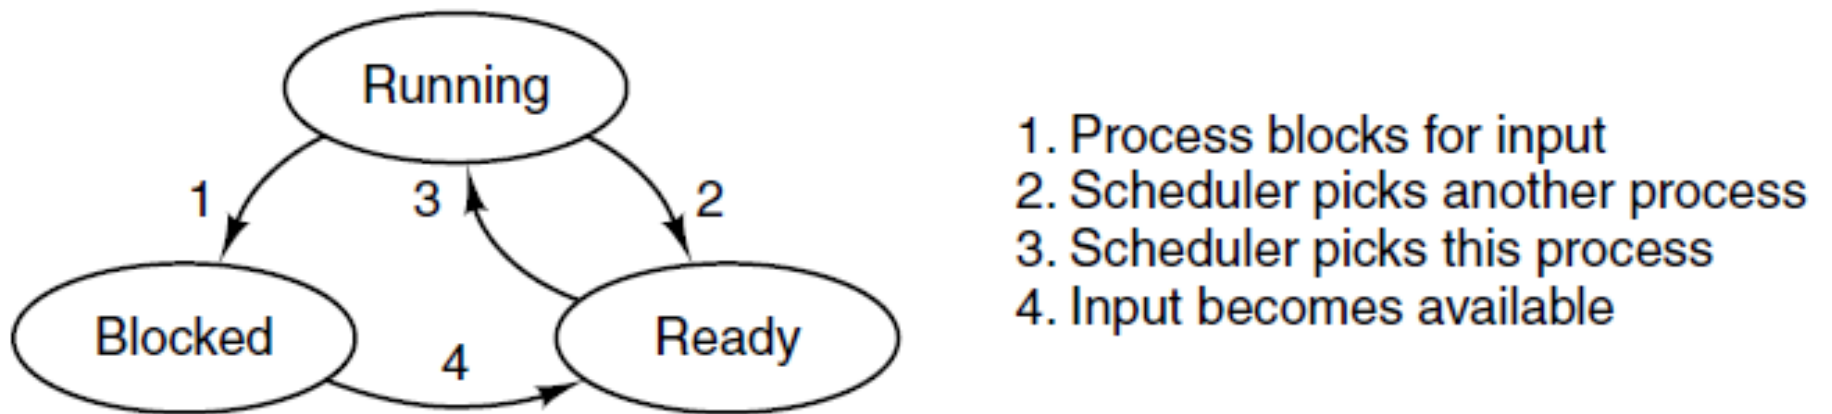 Running
1
3
2
Blocked
4
Ready
1. Process blocks for input
2. Scheduler picks another process
3. Scheduler picks this process
4. Input becomes available